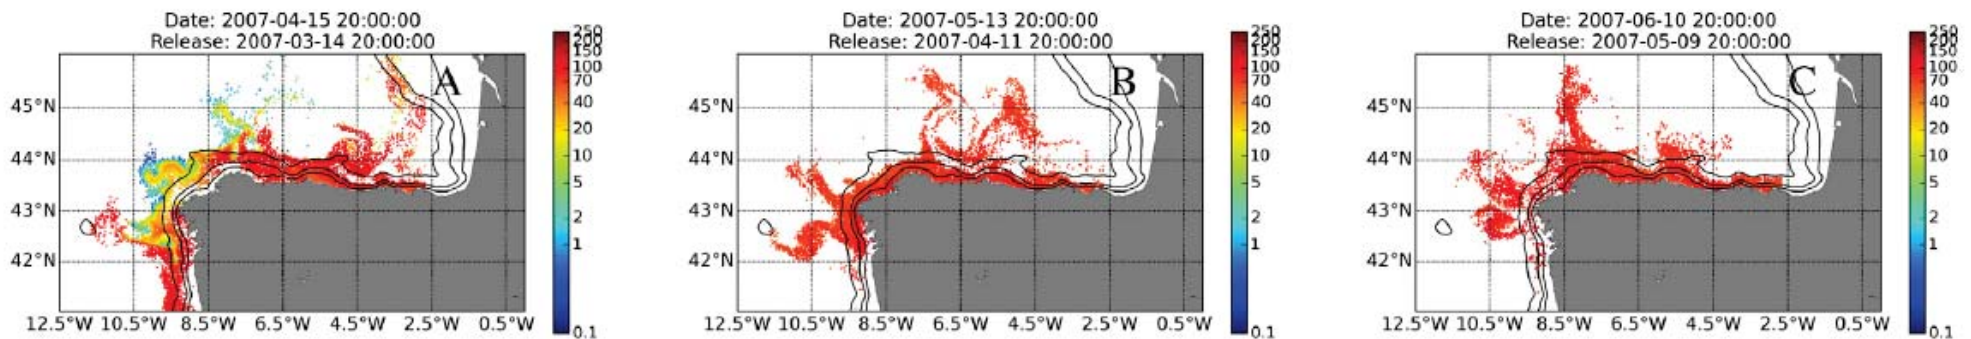 Date: 2007-04-15 20:00:00
Release: 2007-03-14 20:00:00
A
45°N
44°N
43°N
42°N
12.5°W 10.5°W 8.5°W 6.5°W 4.5°W 2.5°W 0.5°W
250
200
150
100
70
40
20
10
5
2
1
0.1
Date: 2007-05-13 20:00:00
Release: 2007-04-11 20:00:00
B
45°N
44°N
43°N
42°N
12.5°W 10.5°W 8.5°W 6.5°W 4.5°W 2.5°W 0.5°W
250
200
150
100
70
40
20
10
5
2
1
0.1
Date: 2007-06-10 20:00:00
Release: 2007-05-09 20:00:00
C
45°N
44°N
43°N
42°N
12.5°W 10.5°W 8.5°W 6.5°W 4.5°W 2.5°W 0.5°W
250
200
150
100
70
40
20
10
5
2
1
0.1